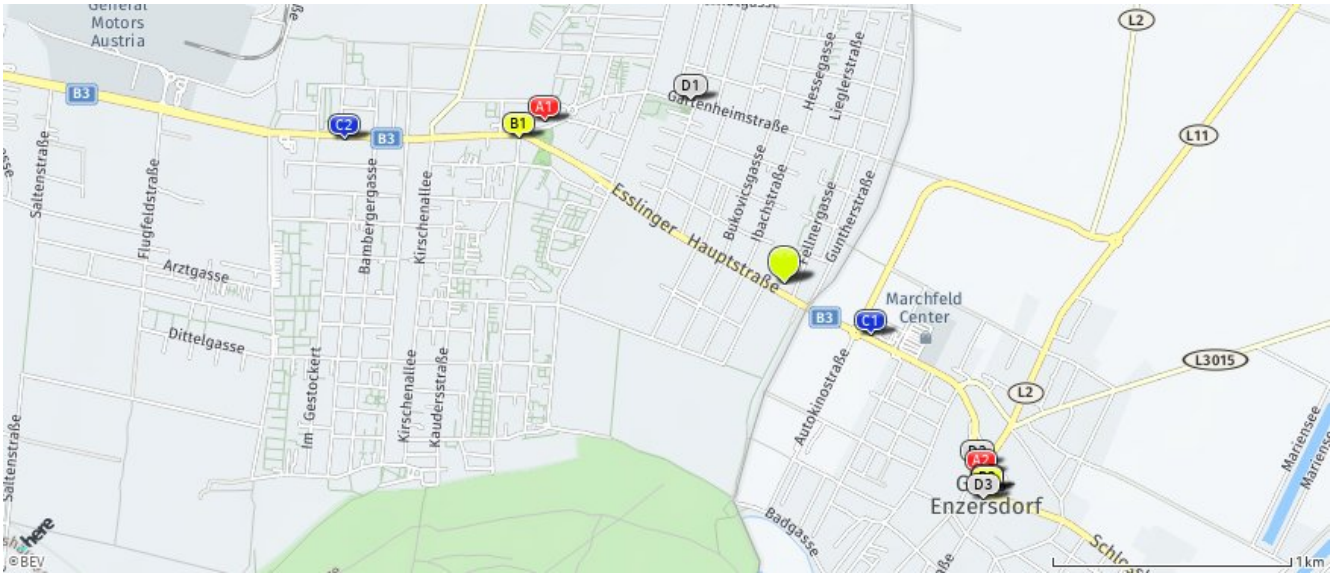 General
Motors
Austria
L2
Hessegasse
Lieglerstraße
B3
D1
A1
Gartenheimstraße
C2
B3
B1
L11
Saltenstraße
Flugfeldstraße
Bambergergasse
Kirschenallee
Esslinger Hauptstraße
Bukovicsgasse
Ibachstraße
Fellnergasse
Guntherstraße
Arztgasse
Marchfeld
Center
B3
C1
Dittelgasse
L3015
Im Gestockert
Kirschenallee
Kaudersstraße
Autokinostraße
L2
Saltenstraße
Mariensee
A2
D3
Enzersdorf
Badgasse
here
©BEV
1km